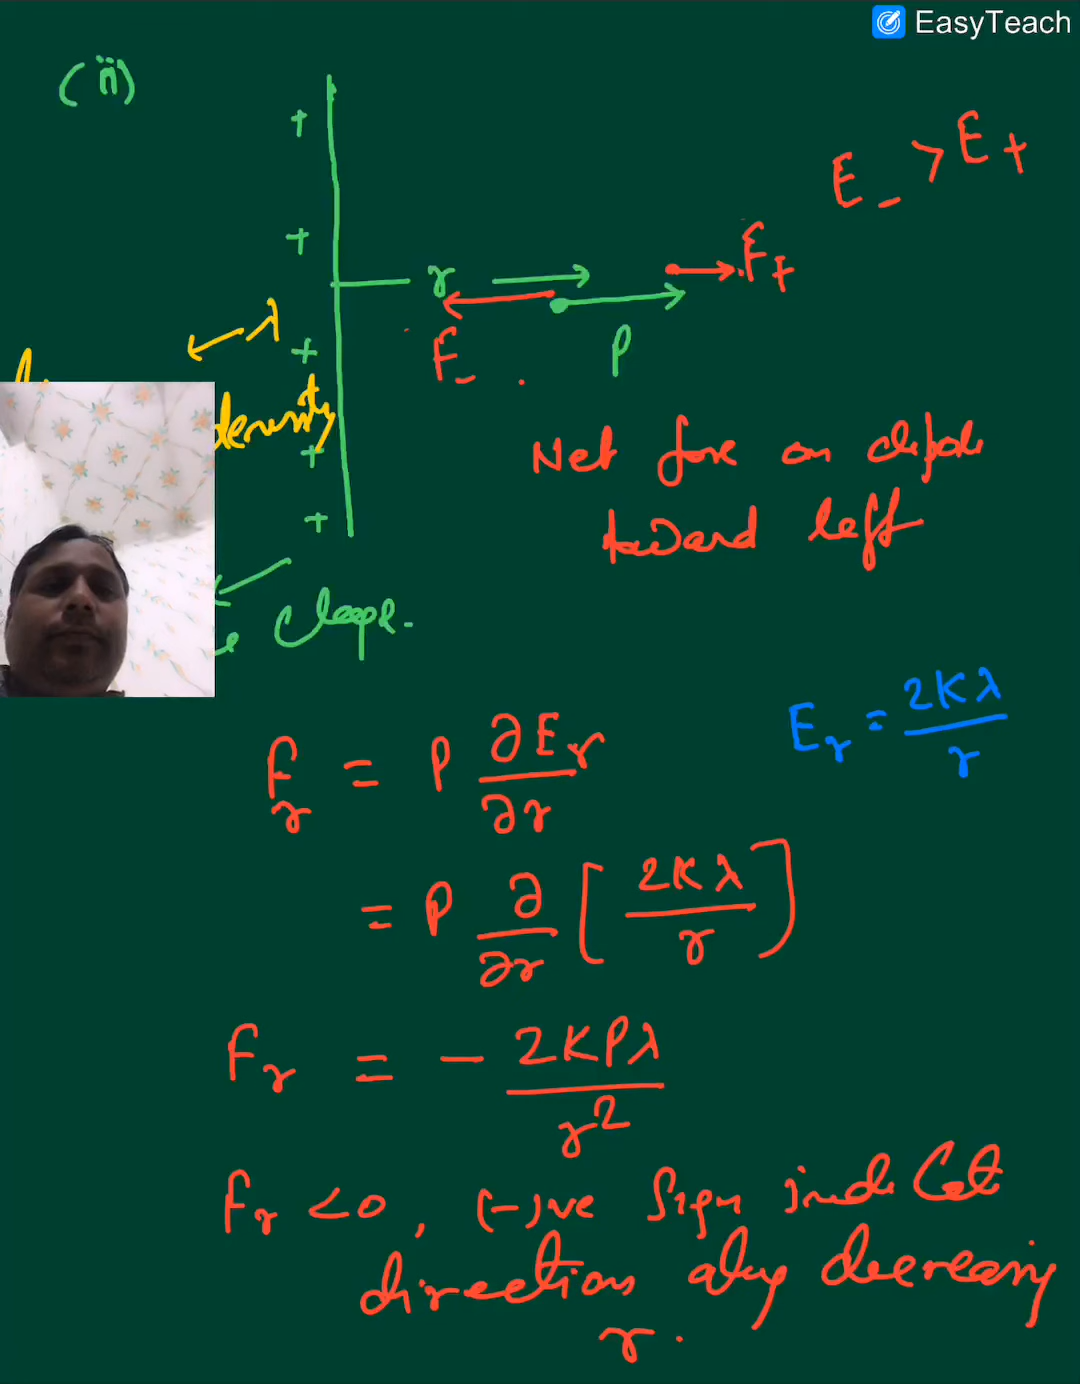 EasyTeach
(ii)
+
+
+
+
+
E_ > E+
r
F+
F_
P
λ
density
Net force on dipole
toward left
charge.
Er = 2Kλ / r
Fr = P ∂Er / ∂r
= P ∂/∂r [ 2Kλ / r ]
Fr = - 2KPλ / r²
Fr < 0, (-)ve sign indicat
direction along decreasing
r.